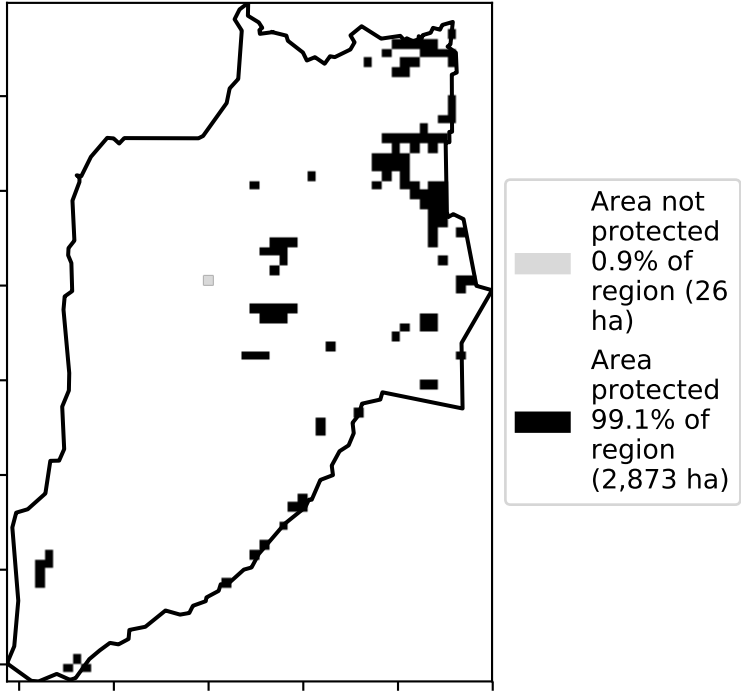 Area not
protected
0.9% of
region (26
ha)
Area
protected
99.1% of
region
(2,873 ha)